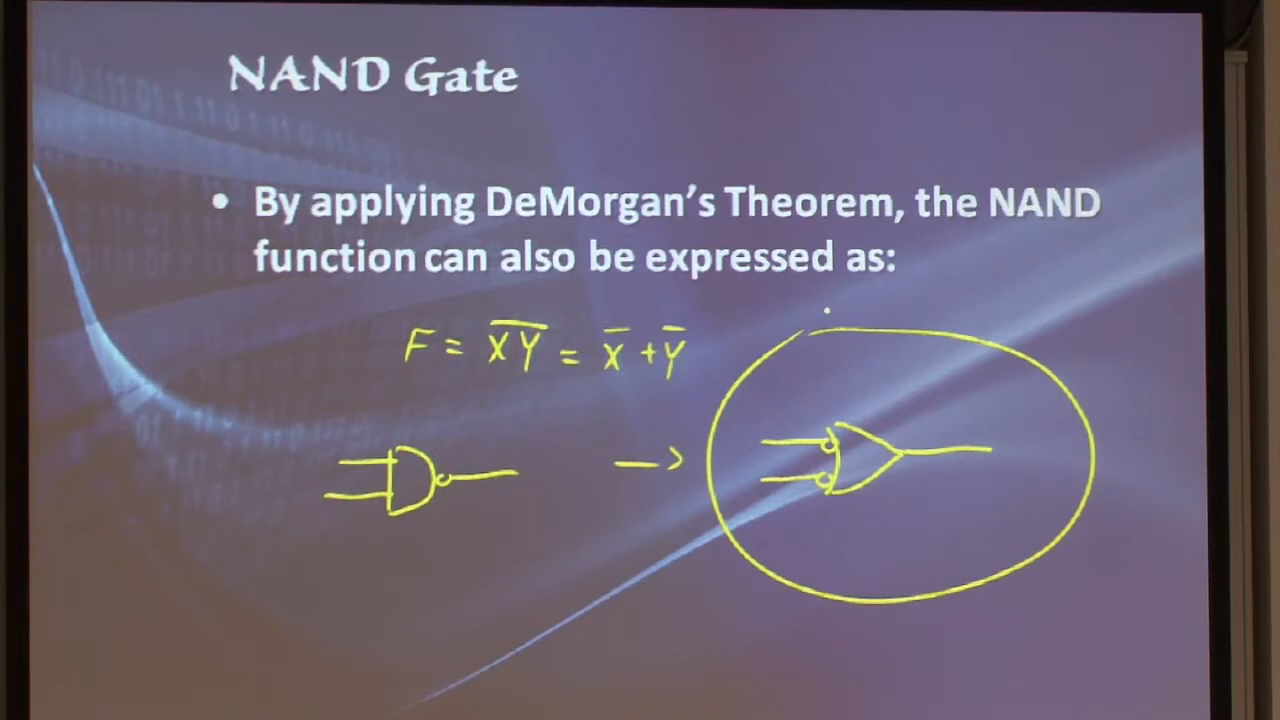 NAND Gate
• By applying DeMorgan's Theorem, the NAND
function can also be expressed as:
F = X̅Y̅ = X̅ + Y̅